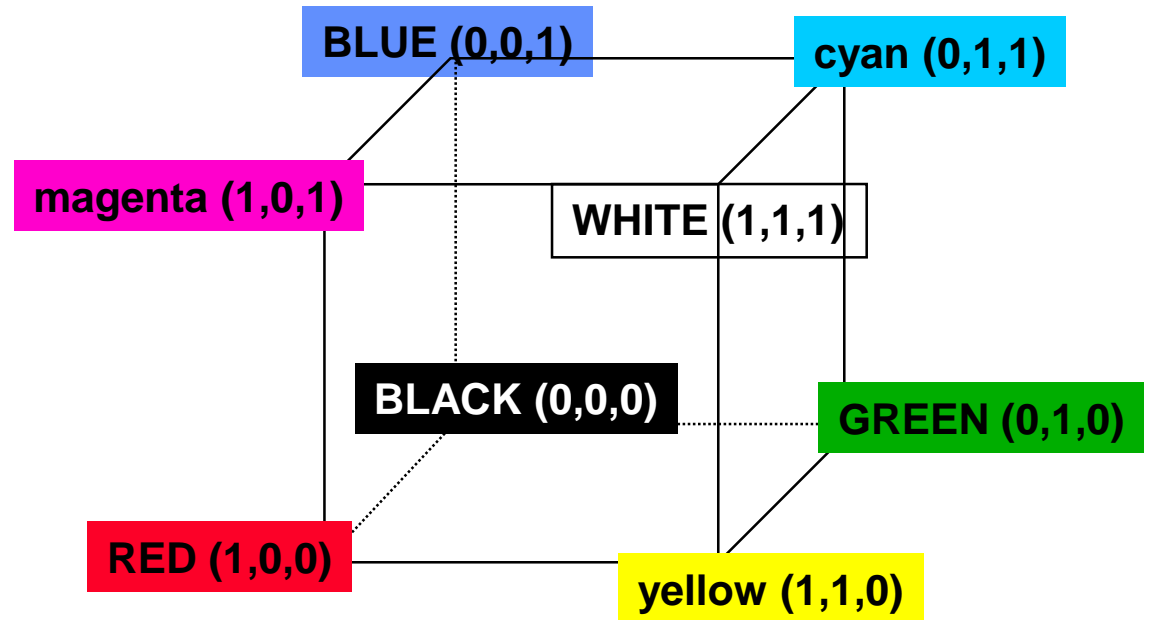 BLUE (0,0,1)
cyan (0,1,1)
magenta (1,0,1)
WHITE (1,1,1)
BLACK (0,0,0)
GREEN (0,1,0)
RED (1,0,0)
yellow (1,1,0)